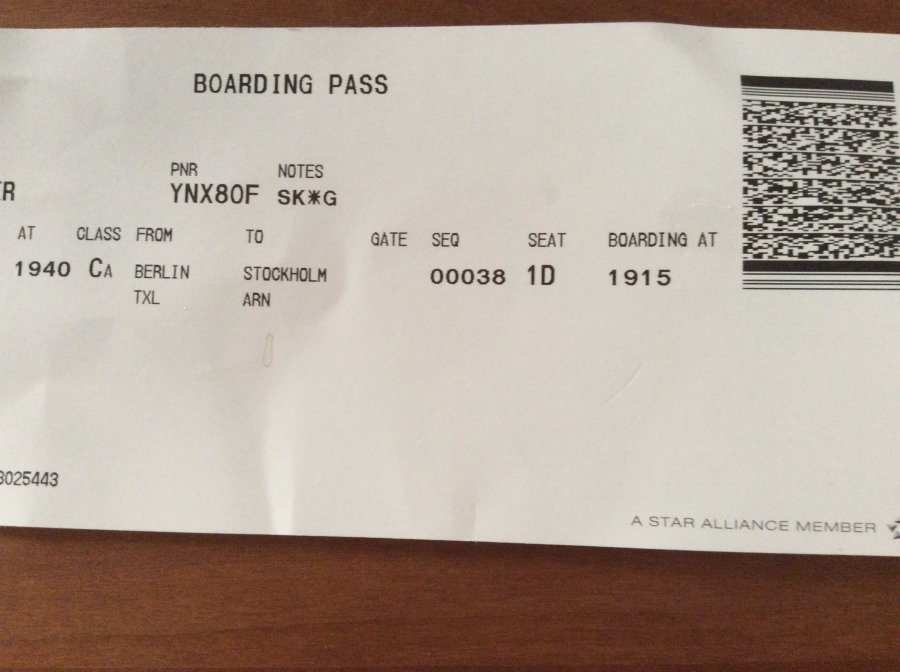 BOARDING PASS
PNR NOTES
ER YNX80F SK*G
AT CLASS FROM TO GATE SEQ SEAT BOARDING AT
1940 CA BERLIN STOCKHOLM 00038 1D 1915
TXL ARN
3025443
A STAR ALLIANCE MEMBER